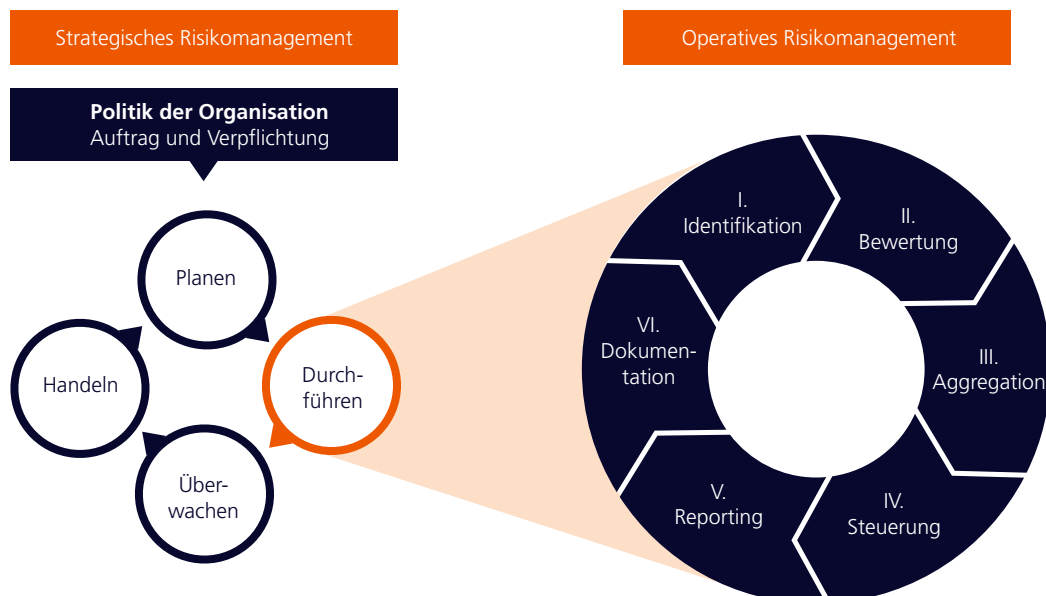 Strategisches Risikomanagement
Operatives Risikomanagement
Politik der Organisation
Auftrag und Verpflichtung
Planen
Durch-
führen
Über-
wachen
Handeln
I.
Identifikation
II.
Bewertung
III.
Aggregation
IV.
Steuerung
V.
Reporting
VI.
Dokumen-
tation